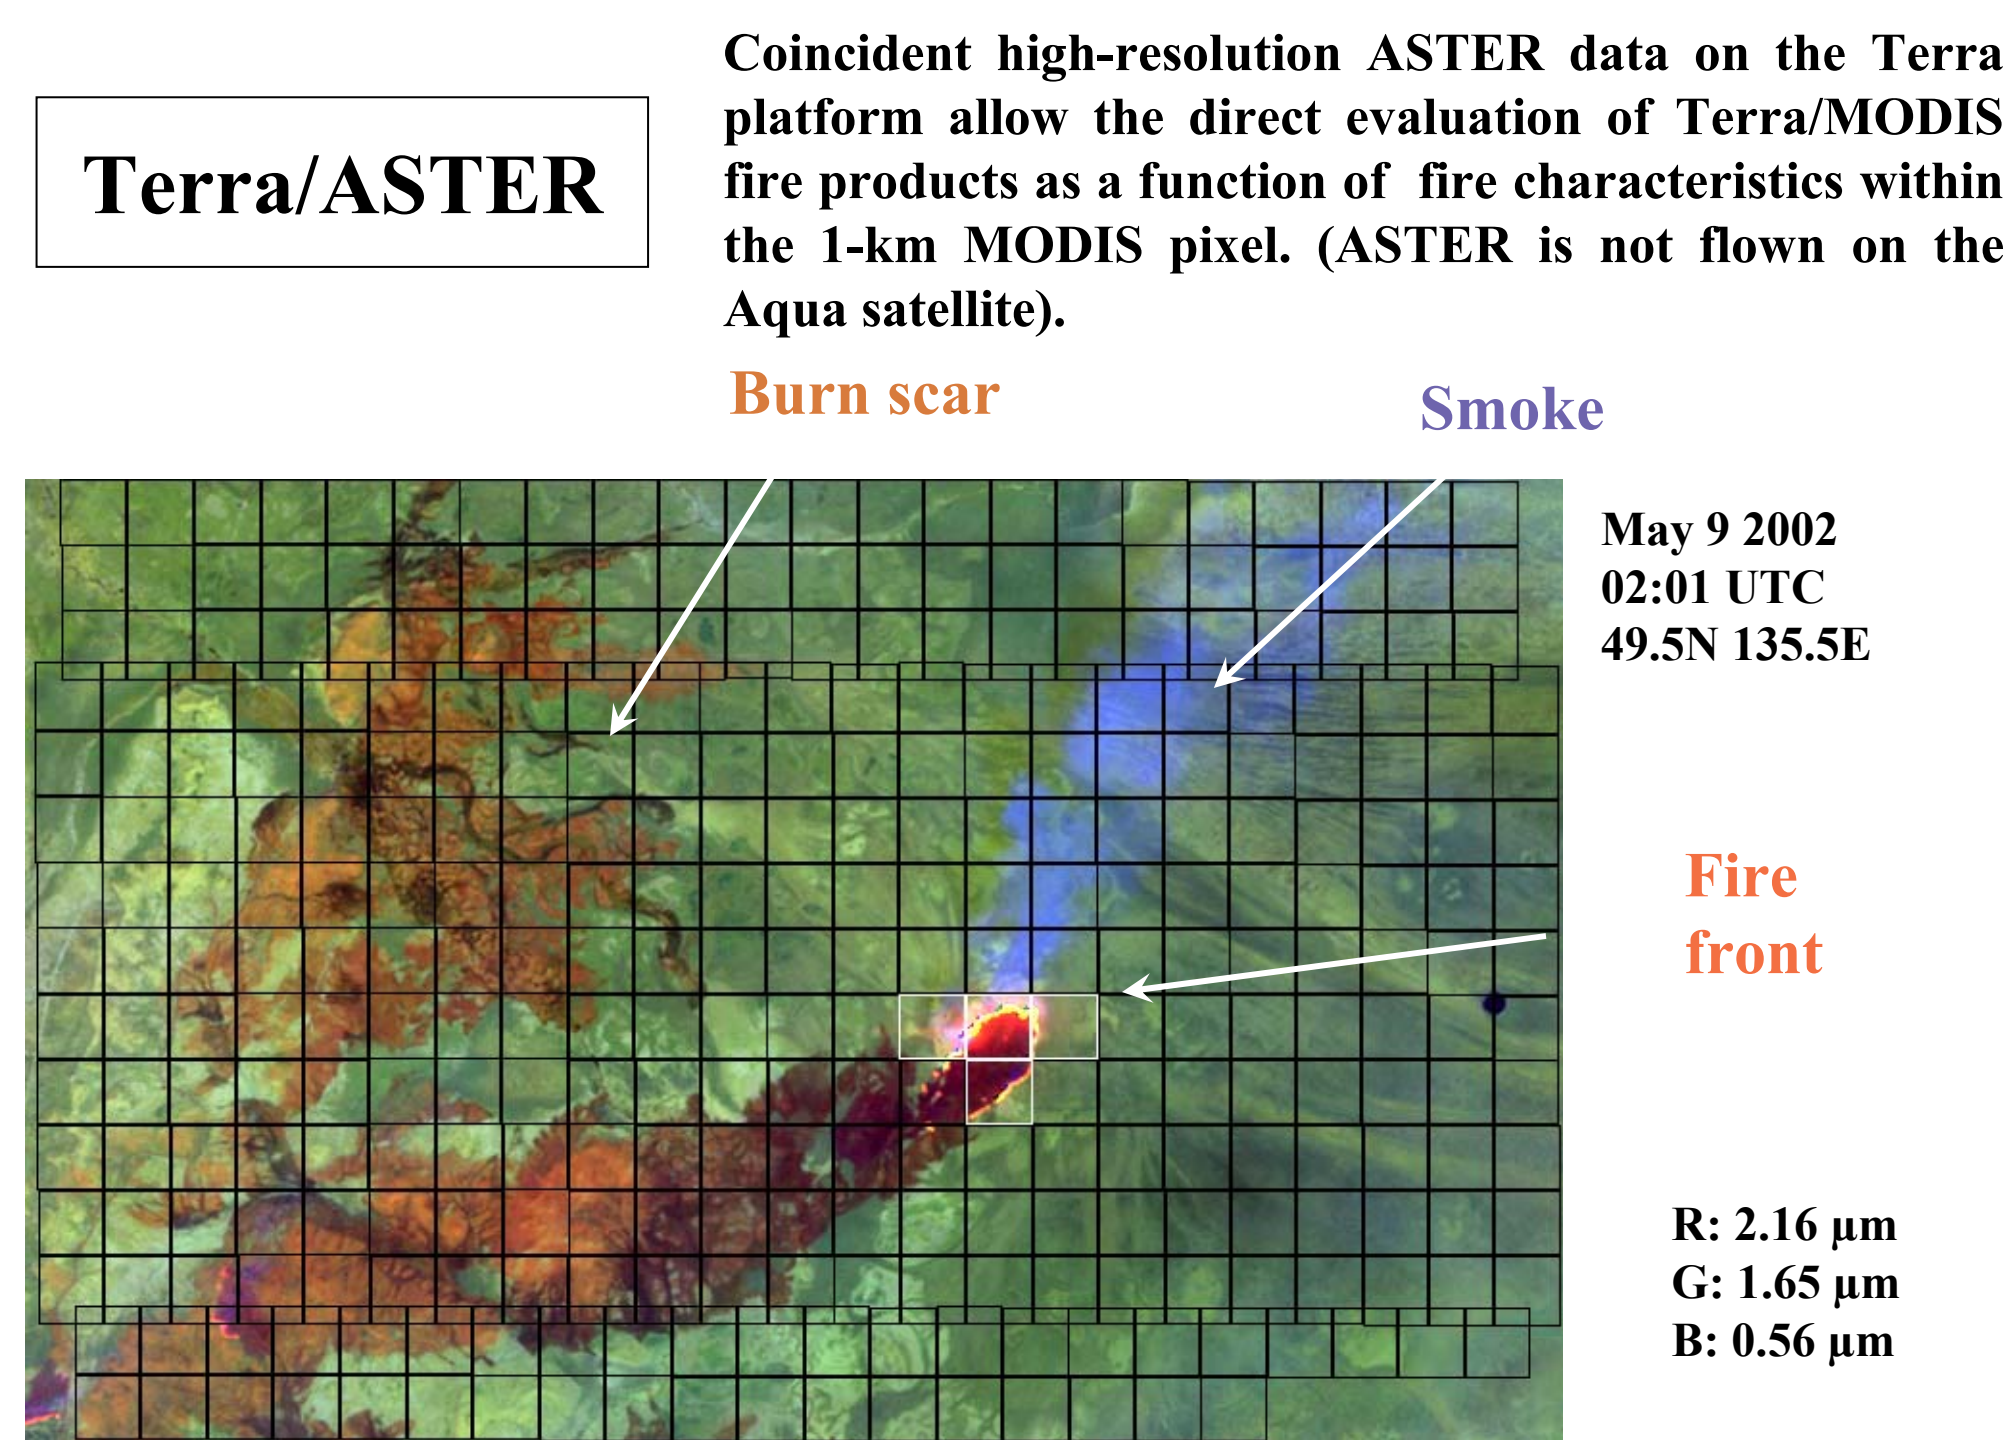 Terra/ASTER
Coincident high-resolution ASTER data on the Terra
platform allow the direct evaluation of Terra/MODIS
fire products as a function of fire characteristics within
the 1-km MODIS pixel. (ASTER is not flown on the
Aqua satellite).
Burn scar
Smoke
May 9 2002
02:01 UTC
49.5N 135.5E
Fire
front
R: 2.16 µm
G: 1.65 µm
B: 0.56 µm